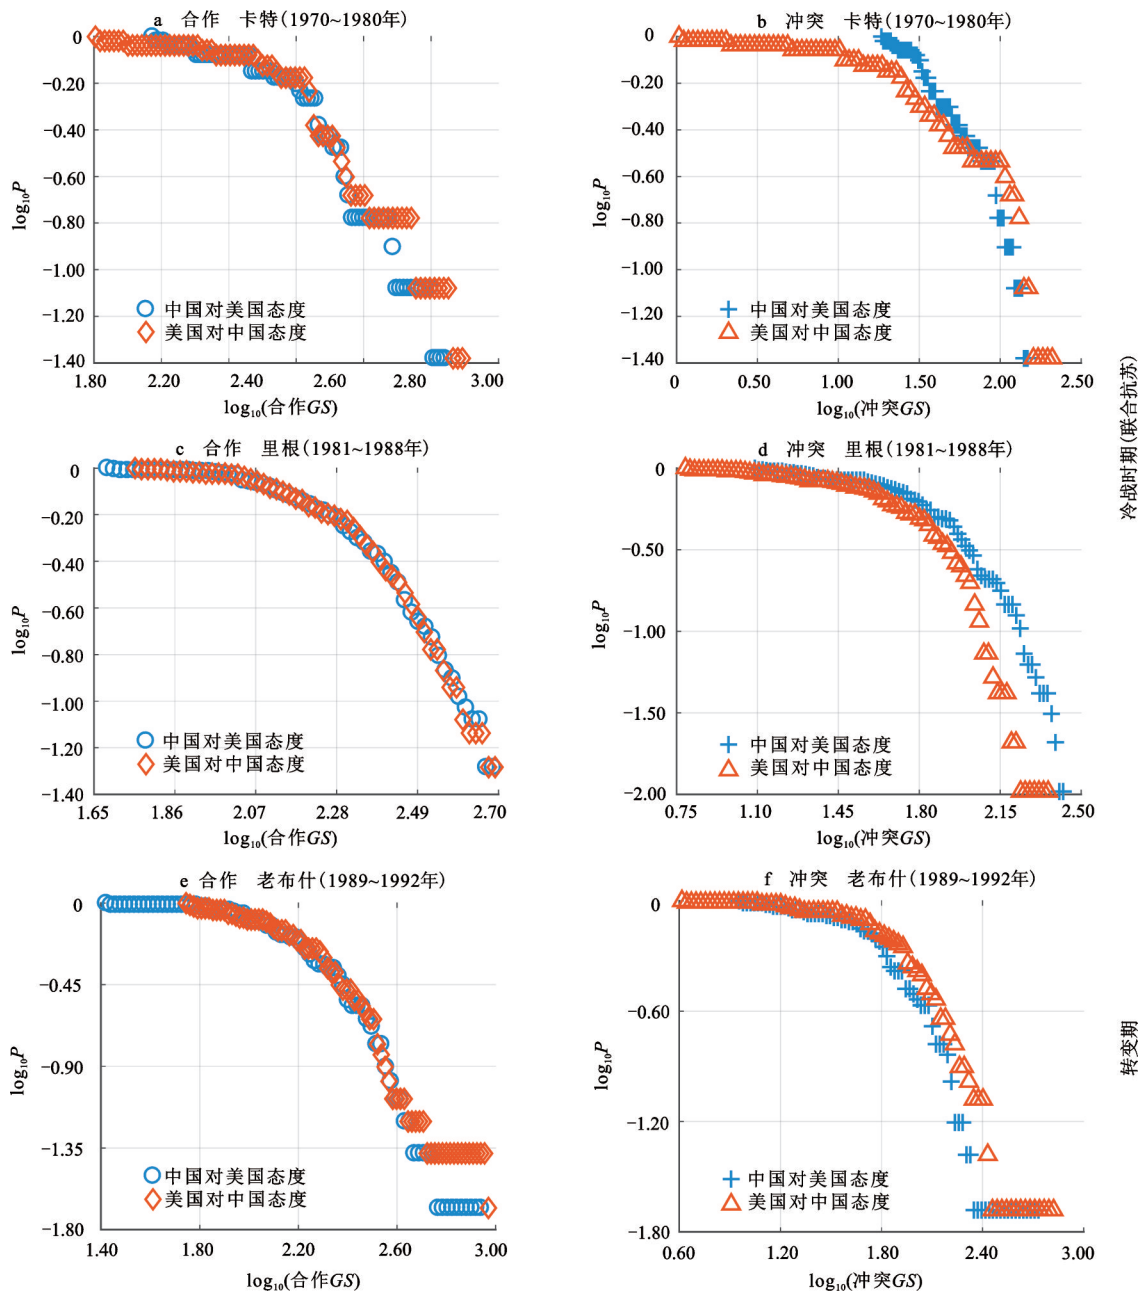 a 合作 卡特(1970~1980年)
0
−0.20
−0.40
−0.60
−0.80
−1.00
−1.20
−1.40
log₁₀P
中国对美国态度
美国对中国态度
1.80 2.20 2.40 2.60 2.80 3.00
log₁₀(合作GS)
b 冲突 卡特(1970~1980年)
0
−0.20
−0.40
−0.60
−0.80
−1.00
−1.20
−1.40
log₁₀P
中国对美国态度
美国对中国态度
0 0.50 1.00 1.50 2.00 2.50
log₁₀(冲突GS)
冷战时期(联合抗苏)
c 合作 里根(1981~1988年)
0
−0.20
−0.40
−0.60
−0.80
−1.00
−1.20
−1.40
log₁₀P
中国对美国态度
美国对中国态度
1.65 1.86 2.07 2.28 2.49 2.70
log₁₀(合作GS)
d 冲突 里根(1981~1988年)
0
−0.50
−1.00
−1.50
−2.00
log₁₀P
中国对美国态度
美国对中国态度
0.75 1.10 1.45 1.80 2.15 2.50
log₁₀(冲突GS)
e 合作 老布什(1989~1992年)
0
−0.45
−0.90
−1.35
−1.80
log₁₀P
中国对美国态度
美国对中国态度
1.40 1.80 2.20 2.60 3.00
log₁₀(合作GS)
f 冲突 老布什(1989~1992年)
0
−0.60
−1.20
−1.80
log₁₀P
中国对美国态度
美国对中国态度
0.60 1.20 1.80 2.40 3.00
log₁₀(冲突GS)
转变期